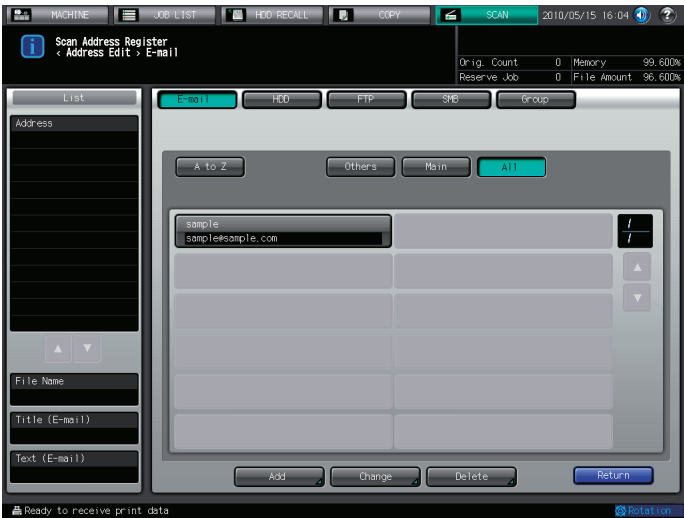 MACHINE JOB LIST HDD RECALL COPY SCAN 2010/05/15 16:04 ?
i Scan Address Register
< Address Edit > E-mail
Orig. Count 0 Memory 99.600%
Reserve Job 0 File Amount 96.600%
List
Address
File Name
Title (E-mail)
Text (E-mail)
E-mail HDD FTP SMB Group
A to Z Others Main All
sample
sample@sample.com
1
1
Add Change Delete Return
Ready to receive print data
Rotation